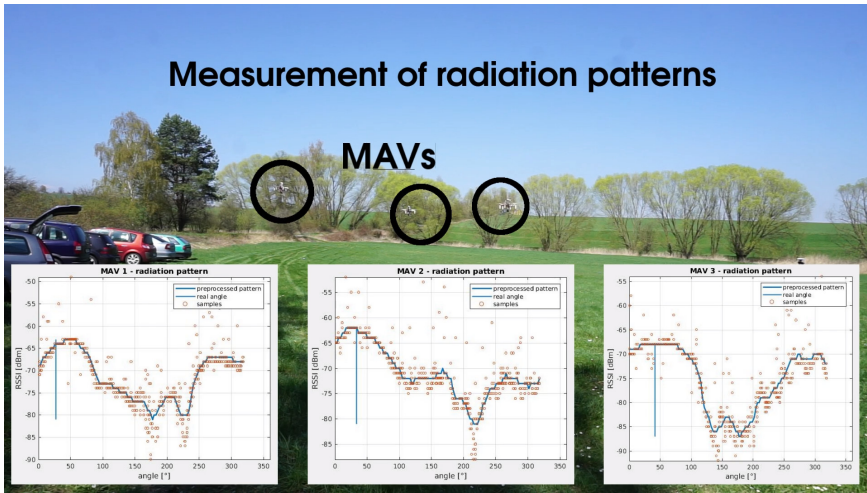 Measurement of radiation patterns
MAVs
MAV 1 - radiation pattern
preprocessed pattern
real angle
samples
RSSI [dBm]
-50
-55
-60
-65
-70
-75
-80
-85
-90
0 50 100 150 200 250 300 350
angle [°]
MAV 2 - radiation pattern
preprocessed pattern
real angle
samples
RSSI [dBm]
-55
-60
-65
-70
-75
-80
-85
0 50 100 150 200 250 300 350
angle [°]
MAV 3 - radiation pattern
preprocessed pattern
real angle
samples
RSSI [dBm]
-55
-60
-65
-70
-75
-80
-85
-90
0 50 100 150 200 250 300 350
angle [°]